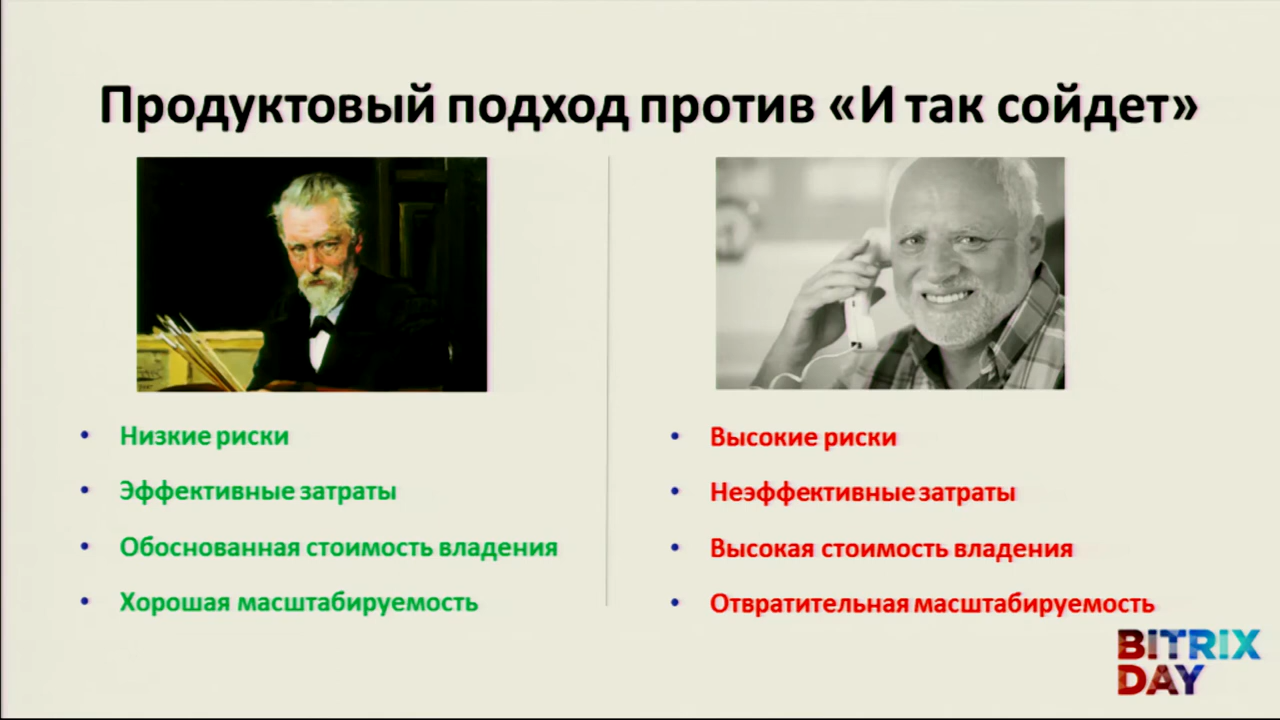 Продуктовый подход против «И так сойдет»
• Низкие риски
• Эффективные затраты
• Обоснованная стоимость владения
• Хорошая масштабируемость
• Высокие риски
• Неэффективные затраты
• Высокая стоимость владения
• Отвратительная масштабируемость
BITRIX
DAY